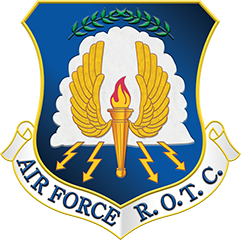 AIR FORCE R. O. T. C.